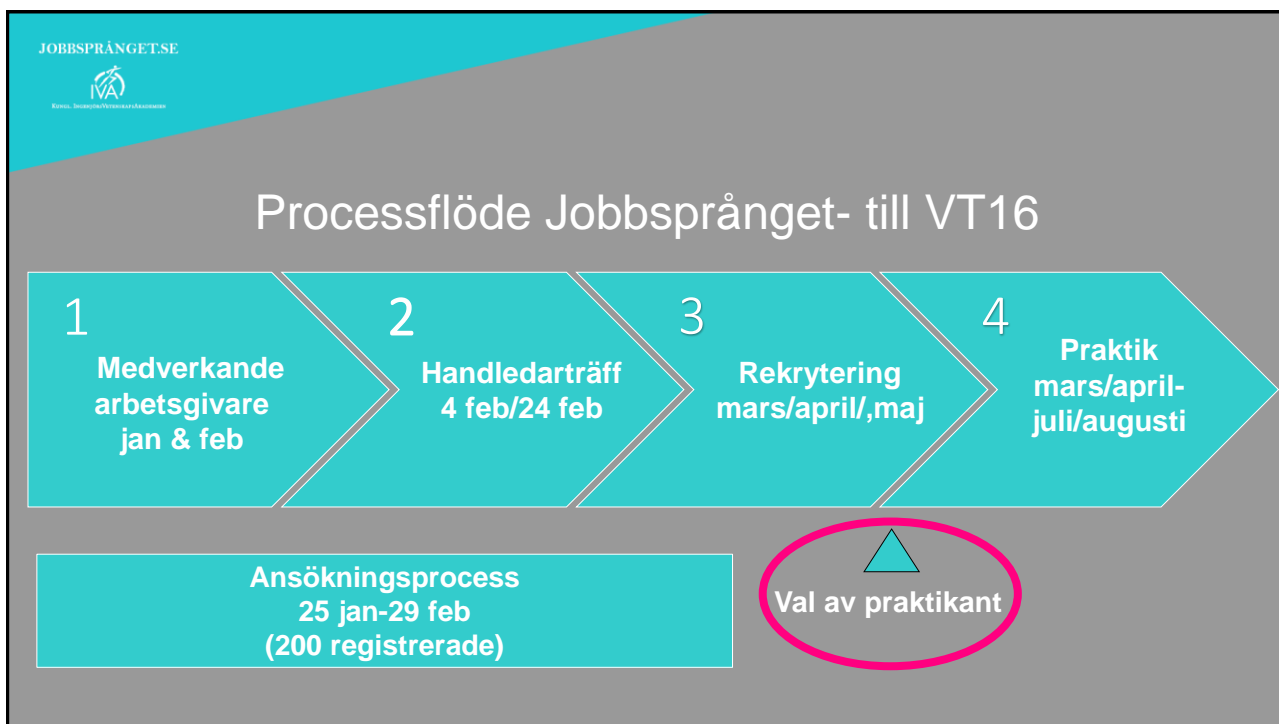 JOBBSPRÅNGET.SE
IVA
KUNGL. INGENJÖRSVETENSKAPSAKADEMIEN
Processflöde Jobbsprånget- till VT16
1
Medverkande
arbetsgivare
jan & feb
2
Handledarträff
4 feb/24 feb
3
Rekrytering
mars/april/,maj
4
Praktik
mars/april-
juli/augusti
Ansökningsprocess
25 jan-29 feb
(200 registrerade)
Val av praktikant